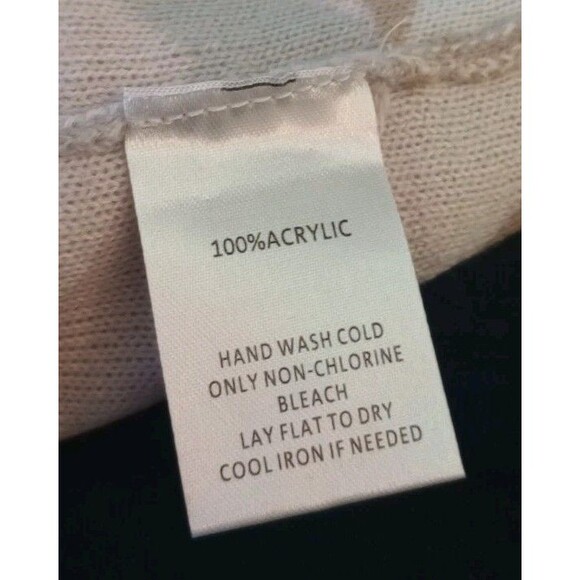 100%ACRYLIC
HAND WASH COLD
ONLY NON-CHLORINE
BLEACH
LAY FLAT TO DRY
COOL IRON IF NEEDED